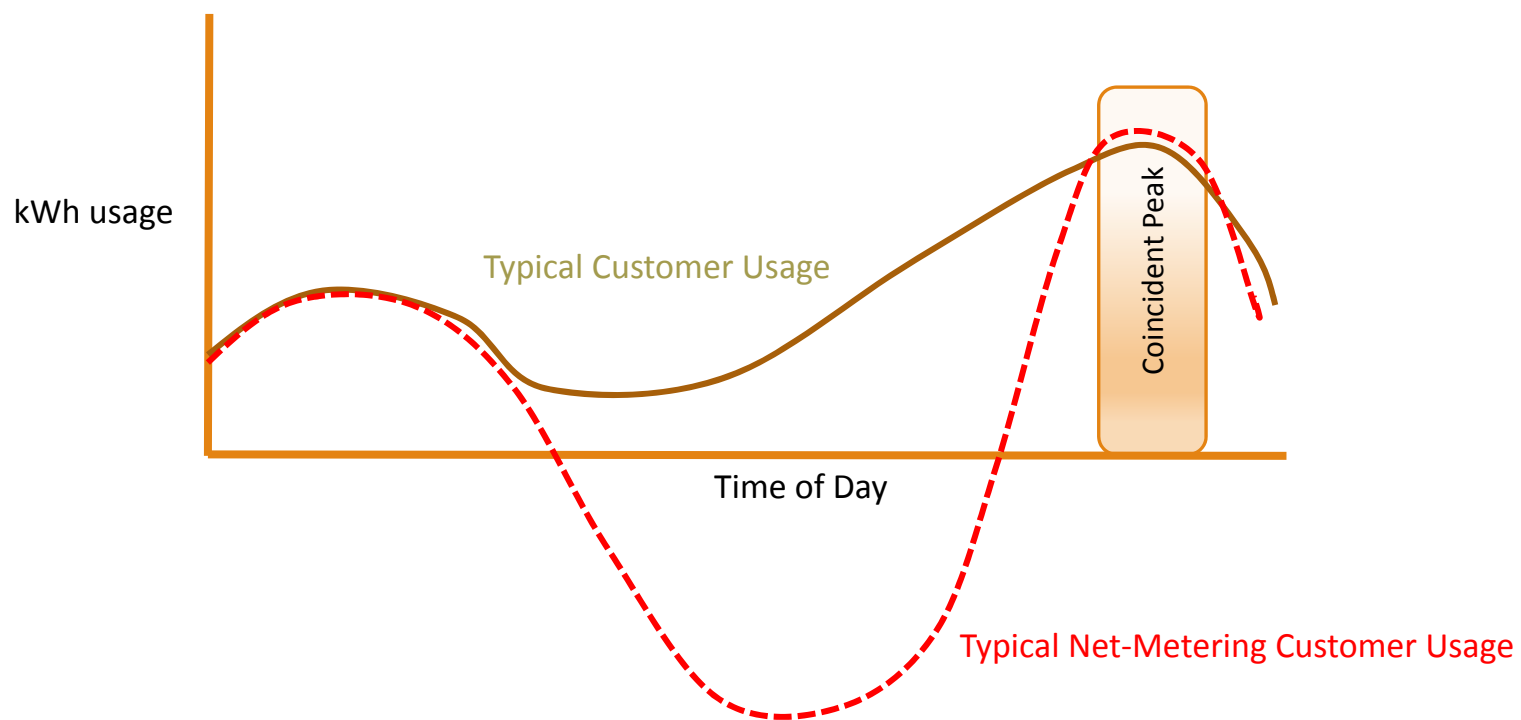 kWh usage
Typical Customer Usage
Coincident Peak
Time of Day
Typical Net-Metering Customer Usage